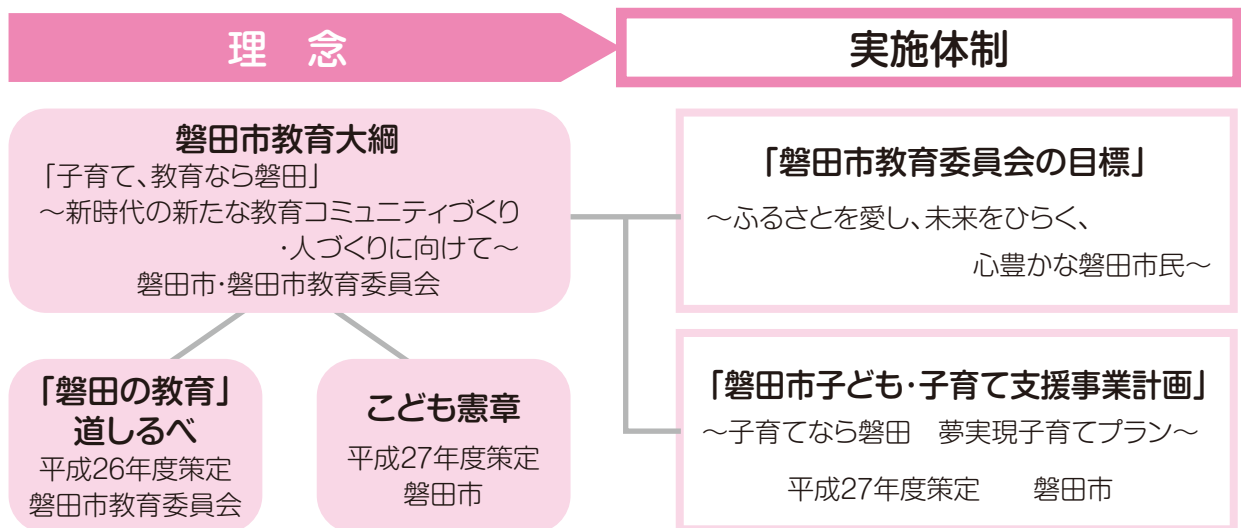 理 念
実施体制
磐田市教育大綱
「子育て、教育なら磐田」
～新時代の新たな教育コミュニティづくり
・人づくりに向けて～
磐田市・磐田市教育委員会
「磐田の教育」
道しるべ
平成26年度策定
磐田市教育委員会
こども憲章
平成27年度策定
磐田市
「磐田市教育委員会の目標」
～ふるさとを愛し、未来をひらく、
心豊かな磐田市民～
「磐田市子ども・子育て支援事業計画」
～子育てなら磐田　夢実現子育てプラン～
平成27年度策定　磐田市